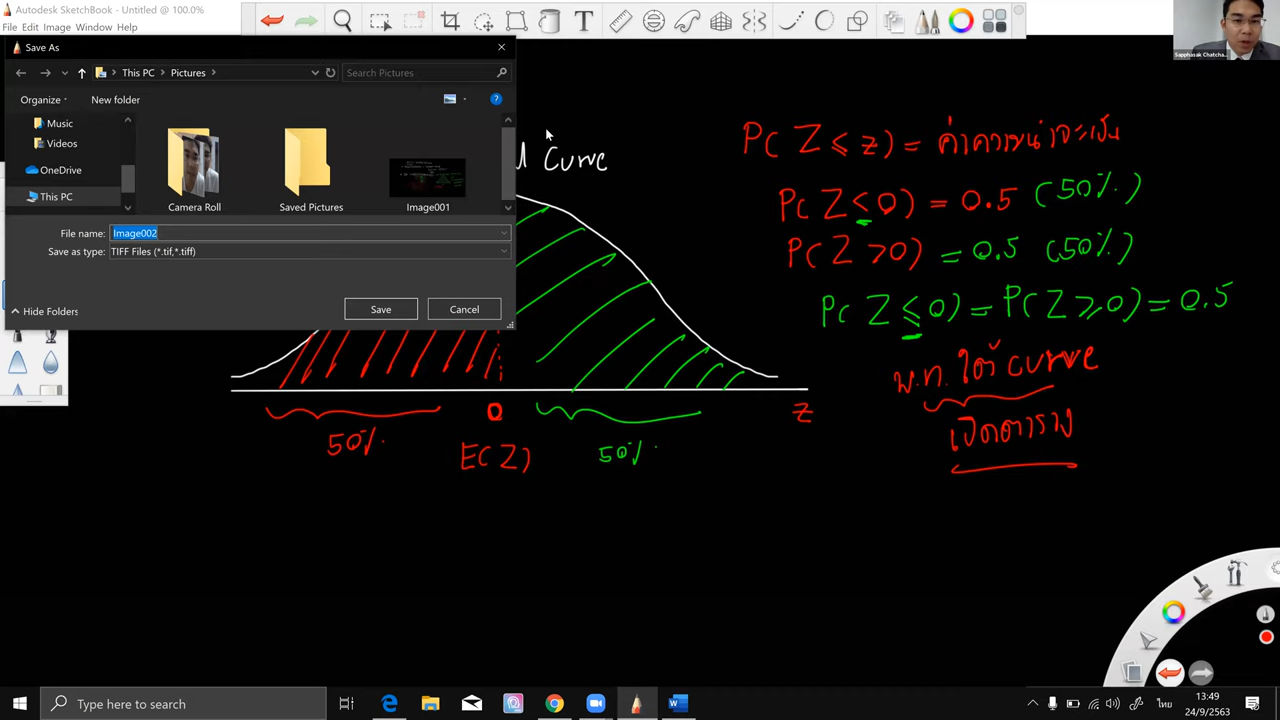 Autodesk SketchBook - Untitled @ 100.0%
File Edit Image Window Help
Sapphasak Chatcha...
Save As
This PC
Pictures
Search Pictures
Organize
New folder
Music
Videos
OneDrive
This PC
Camera Roll
Saved Pictures
Image001
File name:
Image002
Save as type:
TIFF Files (*.tif,*.tiff)
Hide Folders
Save
Cancel
Curve
P(Z≤z) = ค่าความน่าจะเป็น
P(Z≤0) = 0.5 (50%)
P(Z>0) = 0.5 (50%)
P(Z≤0) = P(Z≥0) = 0.5
พ.ท. ใต้ curve
เปิดตาราง
50%
0
E(Z)
50%
Z
Type here to search
ไทย
13:49
24/9/2563